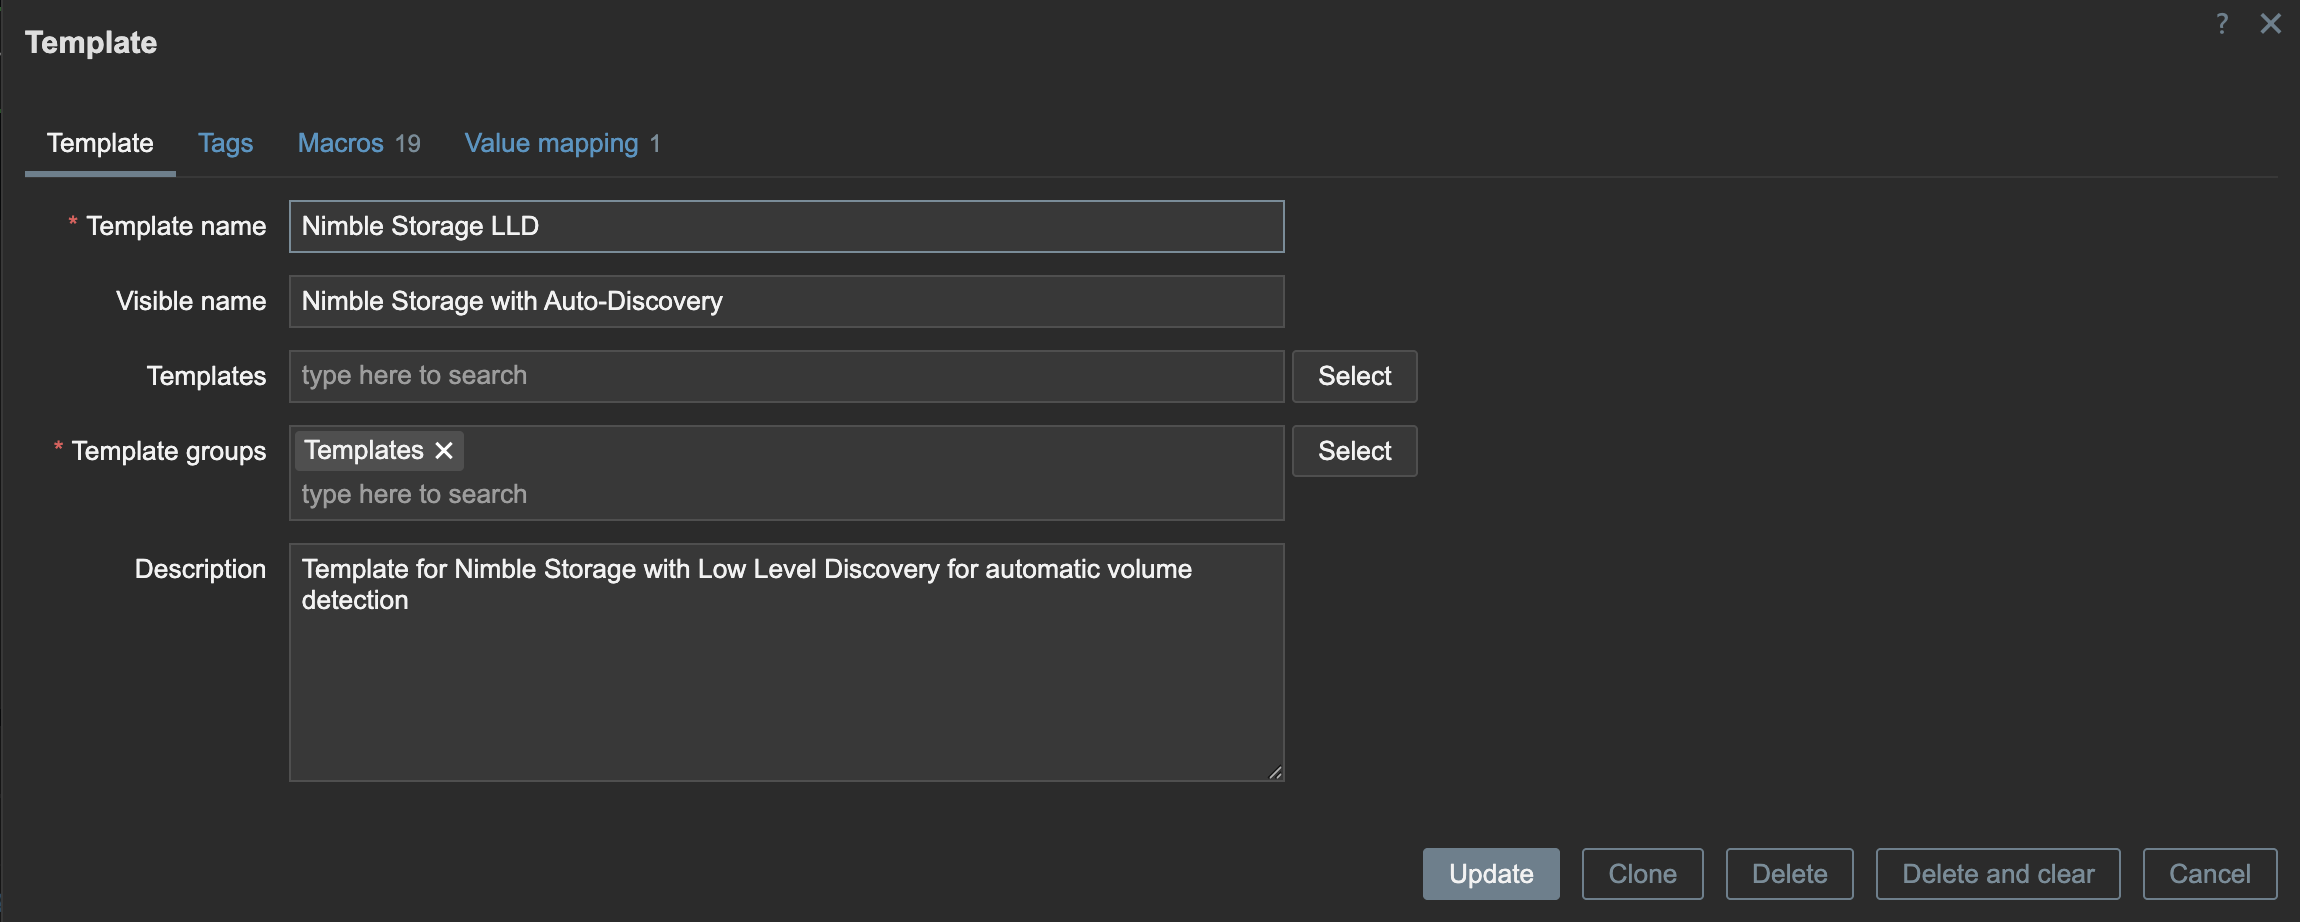 Template
?
Template Tags Macros 19 Value mapping 1
* Template name Nimble Storage LLD
Visible name Nimble Storage with Auto-Discovery
Templates type here to search Select
* Template groups Templates Select
type here to search
Description Template for Nimble Storage with Low Level Discovery for automatic volume
detection
Update Clone Delete Delete and clear Cancel